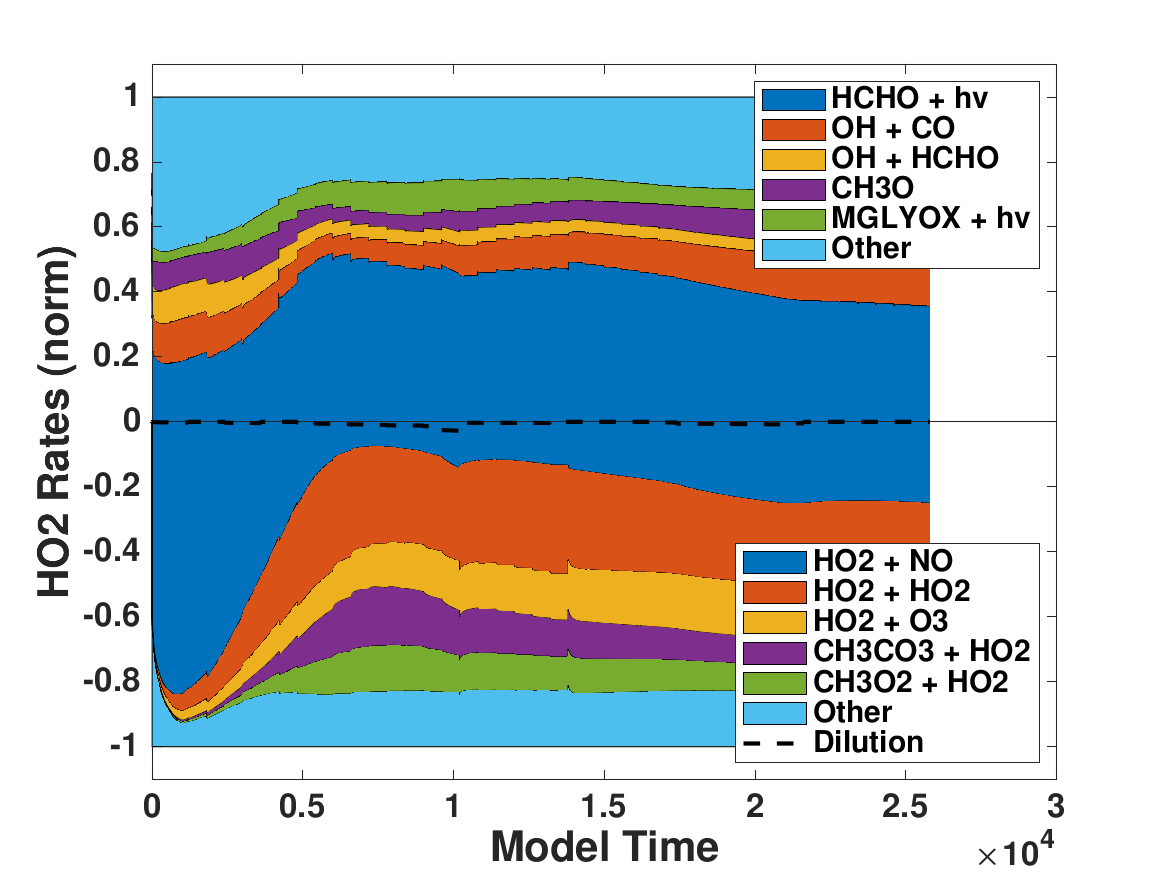 HO2 Rates (norm)
1
0.8
0.6
0.4
0.2
0
-0.2
-0.4
-0.6
-0.8
-1
HCHO + hv
OH + CO
OH + HCHO
CH3O
MGLYOX + hv
Other
HO2 + NO
HO2 + HO2
HO2 + O3
CH3CO3 + HO2
CH3O2 + HO2
Other
Dilution
0 0.5 1 1.5 2 2.5 3
Model Time
×10^4